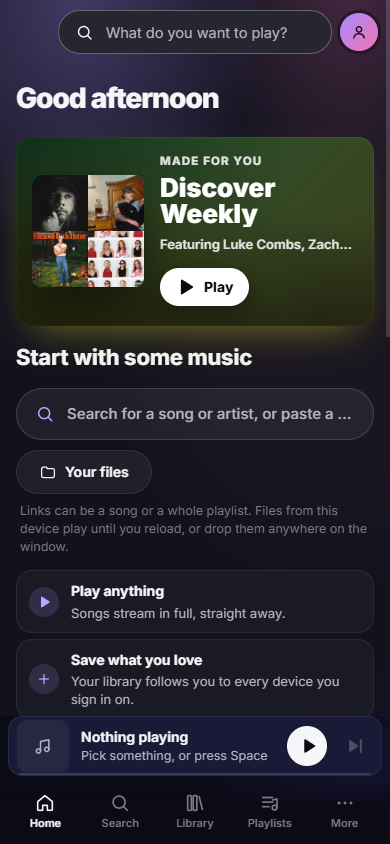 What do you want to play?
Good afternoon
MADE FOR YOU
Discover
Weekly
Featuring Luke Combs, Zach...
Play
Start with some music
Search for a song or artist, or paste a ...
Your files
Links can be a song or a whole playlist. Files from this
device play until you reload, or drop them anywhere on the
window.
Play anything
Songs stream in full, straight away.
Save what you love
Your library follows you to every device you
sign in on.
Nothing playing
Pick something, or press Space
Home
Search
Library
Playlists
More